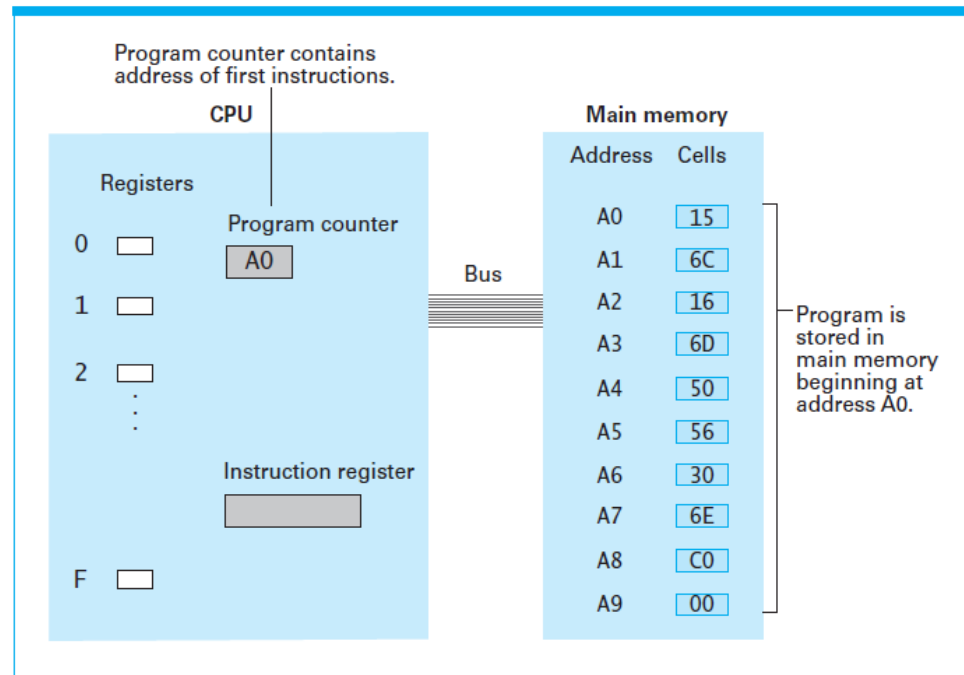 Program counter contains
address of first instructions.
CPU
Registers
Program counter
A0
0
1
2
Instruction register
F
Bus
Main memory
Address Cells
A0 15
A1 6C
A2 16
A3 6D
A4 50
A5 56
A6 30
A7 6E
A8 C0
A9 00
Program is
stored in
main memory
beginning at
address A0.